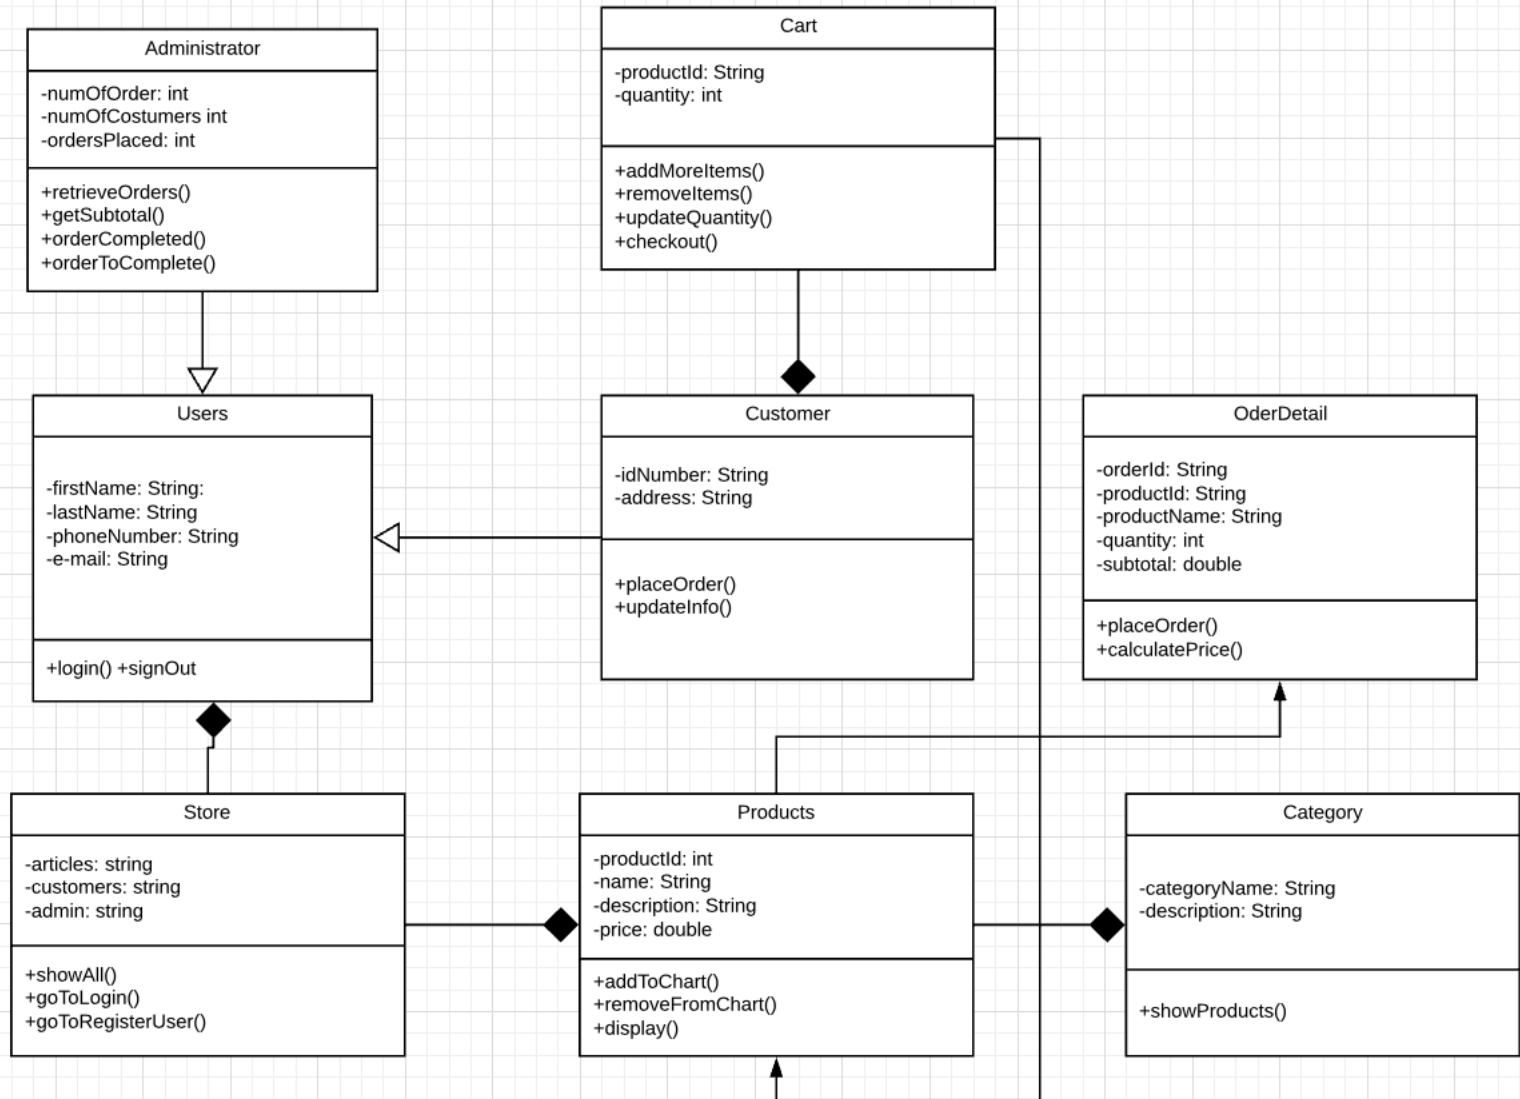 Administrator
-numOfOrder: int
-numOfCostumers int
-ordersPlaced: int
+retrieveOrders()
+getSubtotal()
+orderCompleted()
+orderToComplete()
Cart
-productId: String
-quantity: int
+addMoreItems()
+removeItems()
+updateQuantity()
+checkout()
Users
-firstName: String:
-lastName: String
-phoneNumber: String
-e-mail: String
+login() +signOut
Customer
-idNumber: String
-address: String
+placeOrder()
+updateInfo()
OderDetail
-orderId: String
-productId: String
-productName: String
-quantity: int
-subtotal: double
+placeOrder()
+calculatePrice()
Store
-articles: string
-customers: string
-admin: string
+showAll()
+goToLogin()
+goToRegisterUser()
Products
-productId: int
-name: String
-description: String
-price: double
+addToChart()
+removeFromChart()
+display()
Category
-categoryName: String
-description: String
+showProducts()